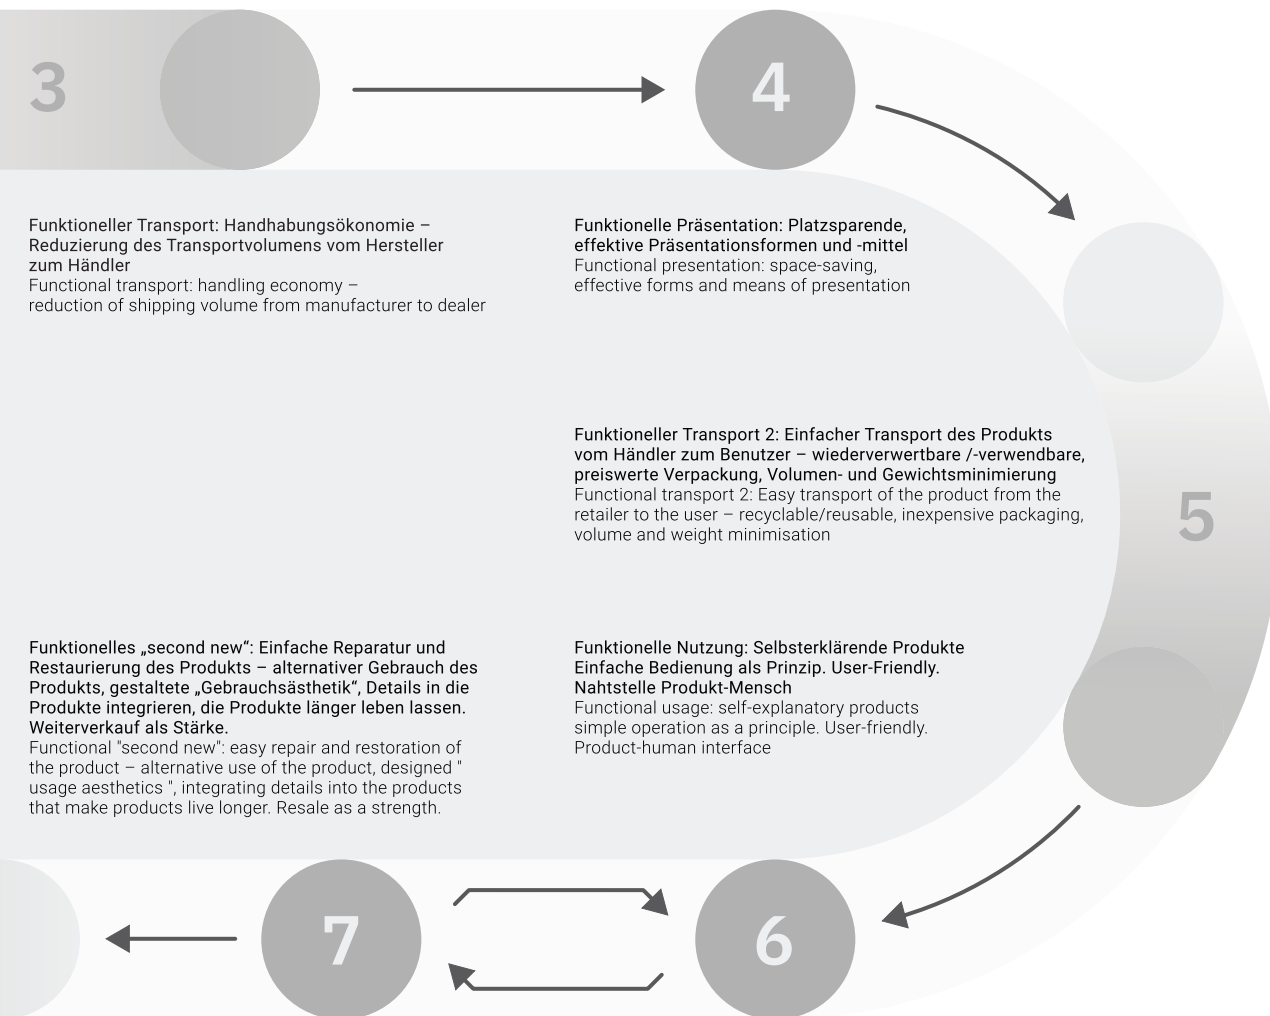 3
4
Funktioneller Transport: Handhabungsökonomie –
Reduzierung des Transportvolumens vom Hersteller
zum Händler
Functional transport: handling economy –
reduction of shipping volume from manufacturer to dealer
Funktionelle Präsentation: Platzsparende,
effektive Präsentationsformen und -mittel
Functional presentation: space-saving,
effective forms and means of presentation
Funktioneller Transport 2: Einfacher Transport des Produkts
vom Händler zum Benutzer – wiederverwertbare /-verwendbare,
preiswerte Verpackung, Volumen- und Gewichtsminimierung
Functional transport 2: Easy transport of the product from the
retailer to the user – recyclable/reusable, inexpensive packaging,
volume and weight minimisation
5
Funktionelles „second new“: Einfache Reparatur und
Restaurierung des Produkts – alternativer Gebrauch des
Produkts, gestaltete „Gebrauchsästhetik“, Details in die
Produkte integrieren, die Produkte länger leben lassen.
Weiterverkauf als Stärke.
Functional "second new": easy repair and restoration of
the product – alternative use of the product, designed "
usage aesthetics ", integrating details into the products
that make products live longer. Resale as a strength.
Funktionelle Nutzung: Selbsterklärende Produkte
Einfache Bedienung als Prinzip. User-Friendly.
Nahtstelle Produkt-Mensch
Functional usage: self-explanatory products
simple operation as a principle. User-friendly.
Product-human interface
7
6